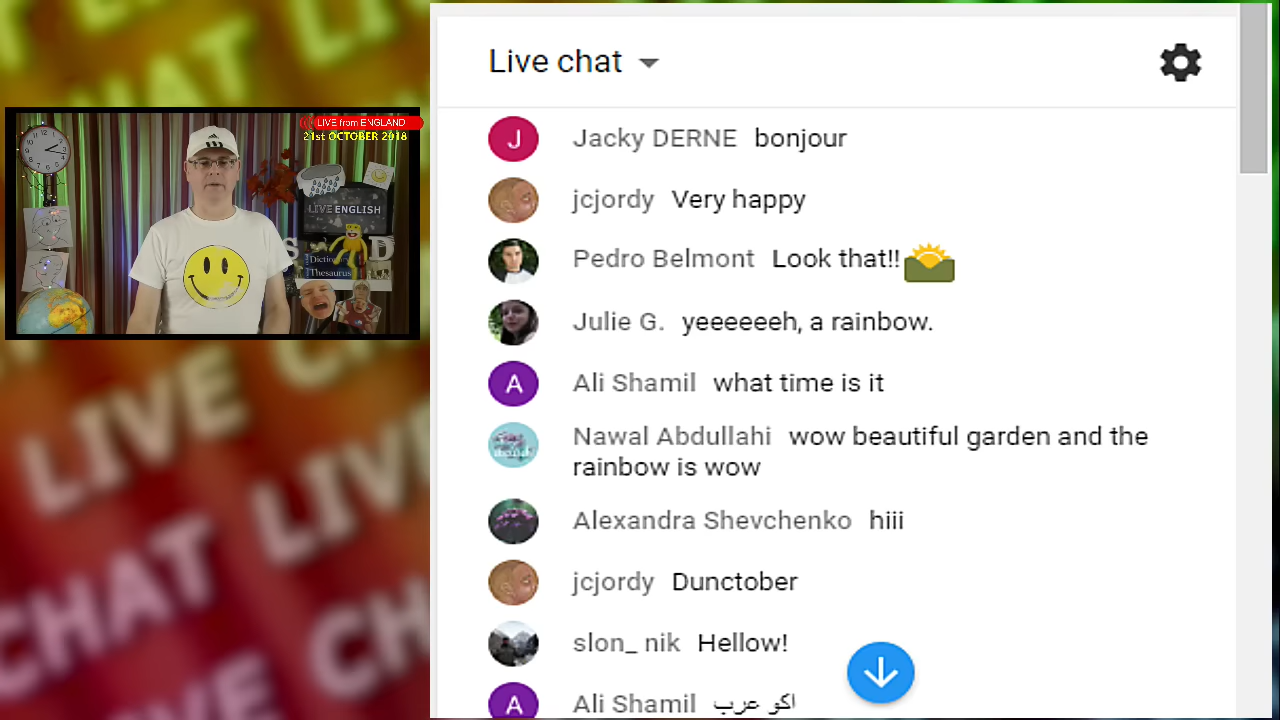 LIVE from ENGLAND
21st OCTOBER 2018
LIVE ENGLISH
S
D
Dictionary
Thesaurus
LIVE
CHAT
LIVE
CHAT
Live chat
J Jacky DERNE bonjour
jcjordy Very happy
Pedro Belmont Look that!!
Julie G. yeeeeeeh, a rainbow.
A Ali Shamil what time is it
Nawal Abdullahi wow beautiful garden and the
rainbow is wow
Alexandra Shevchenko hiii
jcjordy Dunctober
slon_ nik Hellow!
A Ali Shamil اكو عرب